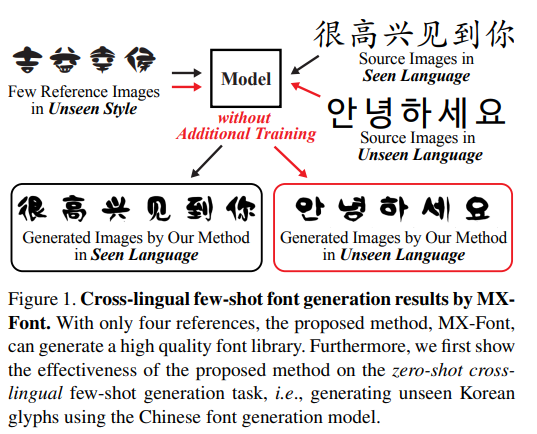 Few Reference Images
in Unseen Style
Model
without
Additional Training
很高兴见到你
Source Images in
Seen Language
안녕하세요
Source Images in
Unseen Language
很高兴见到你
Generated Images by Our Method
in Seen Language
안녕하세요
Generated Images by Our Method
in Unseen Language
Figure 1. Cross-lingual few-shot font generation results by MX-
Font. With only four references, the proposed method, MX-Font,
can generate a high quality font library. Furthermore, we first show
the effectiveness of the proposed method on the zero-shot cross-
lingual few-shot generation task, i.e., generating unseen Korean
glyphs using the Chinese font generation model.